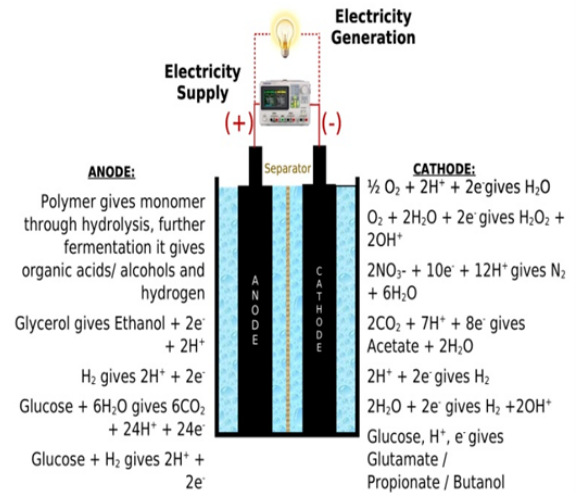 Electricity
Generation
Electricity
Supply
(+)
(-)
Separator
ANODE:
Polymer gives monomer
through hydrolysis, further
fermentation it gives
organic acids/ alcohols and
hydrogen
Glycerol gives Ethanol + 2e⁻
+ 2H⁺
H₂ gives 2H⁺ + 2e⁻
Glucose + 6H₂O gives 6CO₂
+ 24H⁺ + 24e⁻
Glucose + H₂ gives 2H⁺ +
2e⁻
ANODE
CATHODE
CATHODE:
½ O₂ + 2H⁺ + 2e⁻gives H₂O
O₂ + 2H₂O + 2e⁻ gives H₂O₂ +
2OH⁺
2NO₃- + 10e⁻ + 12H⁺ gives N₂
+ 6H₂O
2CO₂ + 7H⁺ + 8e⁻ gives
Acetate + 2H₂O
2H⁺ + 2e⁻ gives H₂
2H₂O + 2e⁻ gives H₂ +2OH⁺
Glucose, H⁺, e⁻gives
Glutamate /
Propionate / Butanol